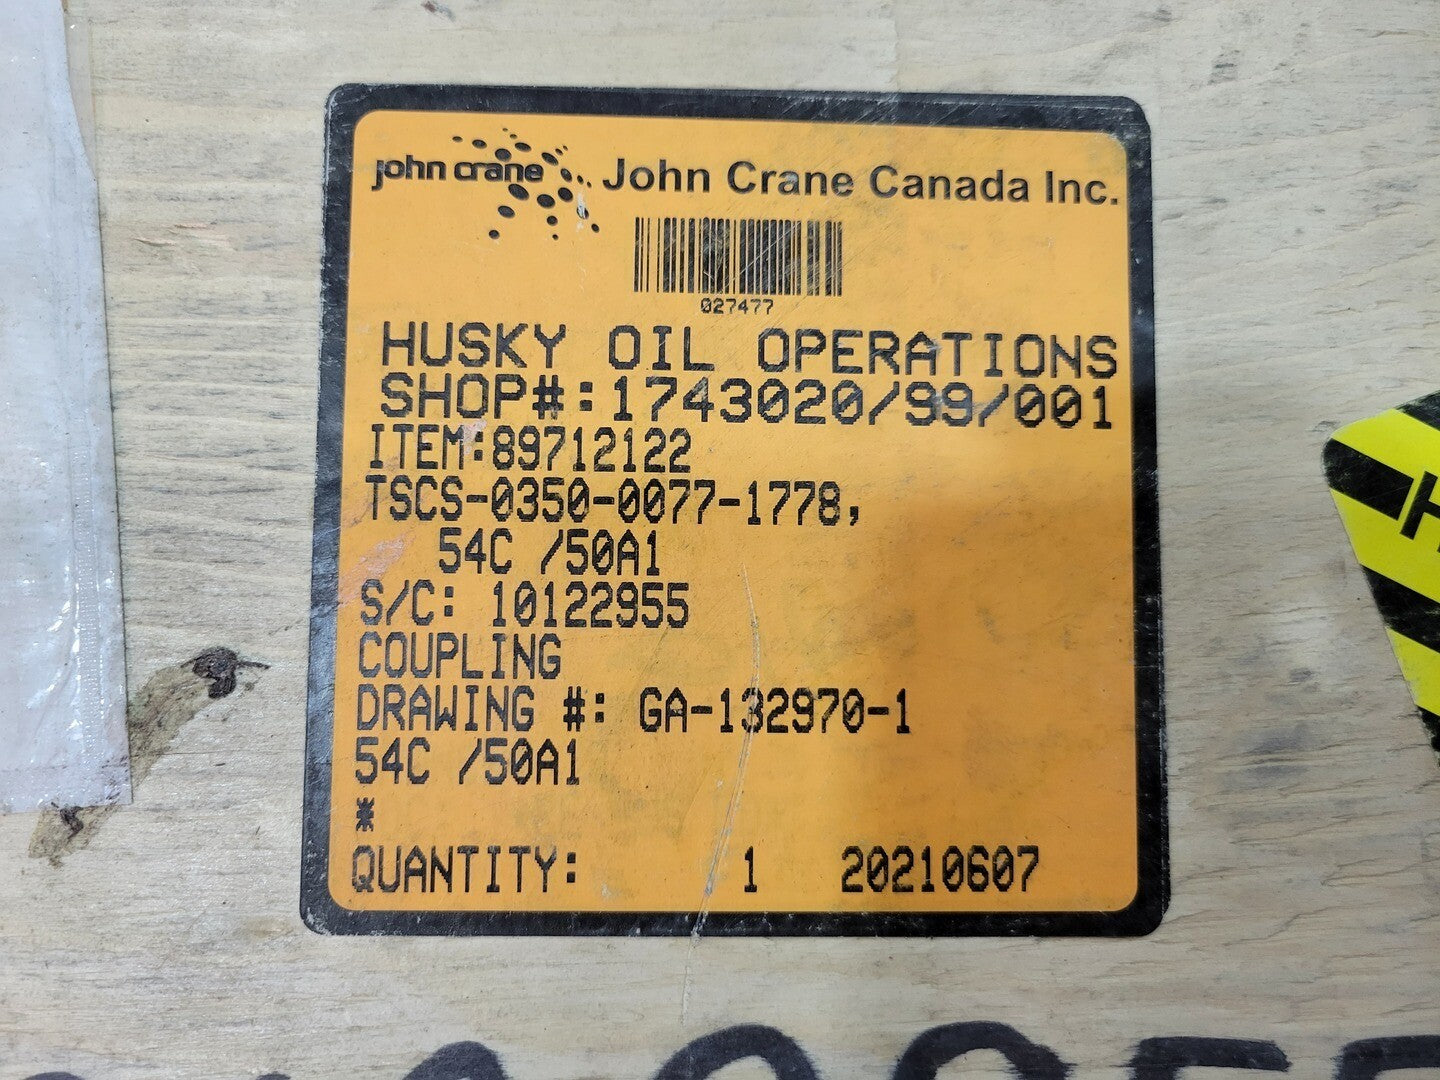 john crane John Crane Canada Inc.
027477
HUSKY OIL OPERATIONS
SHOP#:1743020/99/001
ITEM:89712122
TSCS-0350-0077-1778,
54C /50A1
S/C: 10122955
COUPLING
DRAWING #: GA-132970-1
54C /50A1
*
QUANTITY: 1 20210607